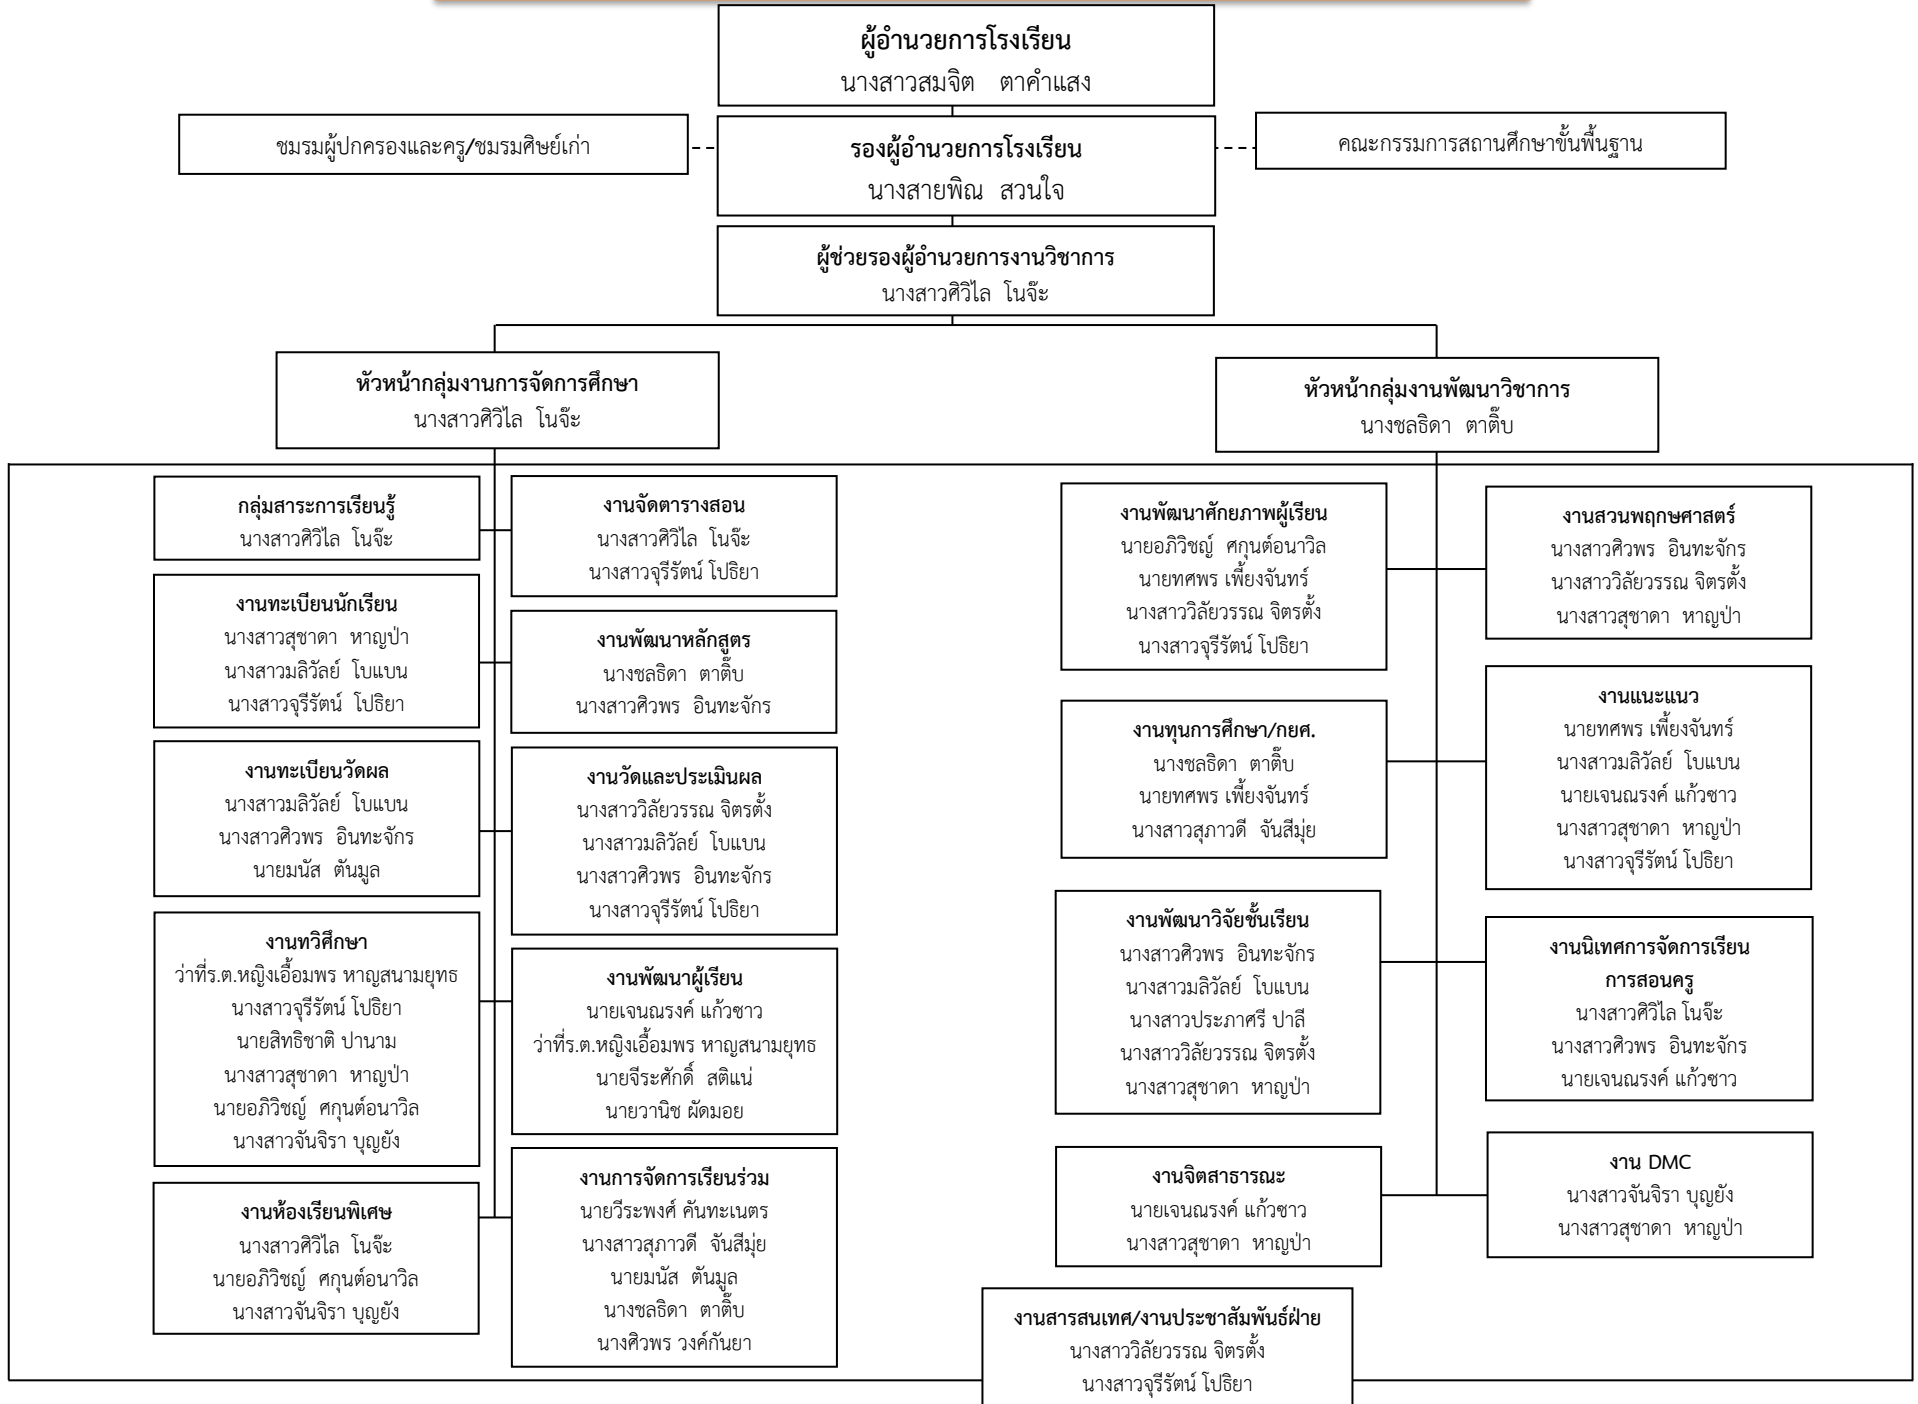 ผู้อำนวยการโรงเรียน
นางสาวสมจิต ตาคำแสง
ชมรมผู้ปกครองและครู/ชมรมศิษย์เก่า
รองผู้อำนวยการโรงเรียน
นางสายพิณ สวนใจ
คณะกรรมการสถานศึกษาขั้นพื้นฐาน
ผู้ช่วยรองผู้อำนวยการงานวิชาการ
นางสาวศิวิไล โนจ๊ะ
หัวหน้ากลุ่มงานการจัดการศึกษา
นางสาวศิวิไล โนจ๊ะ
หัวหน้ากลุ่มงานพัฒนาวิชาการ
นางชลธิดา ตาติ๊บ
กลุ่มสาระการเรียนรู้
นางสาวศิวิไล โนจ๊ะ
งานทะเบียนนักเรียน
นางสาวสุชาดา หาญป่า
นางสาวมลิวัลย์ โบแบน
นางสาวจุรีรัตน์ โปธิยา
งานทะเบียนวัดผล
นางสาวมลิวัลย์ โบแบน
นางสาวศิวพร อินทะจักร
นายมนัส ตันมูล
งานทวิศึกษา
ว่าที่ร.ต.หญิงเอื้อมพร หาญสนามยุทธ
นางสาวจุรีรัตน์ โปธิยา
นายสิทธิชาติ ปานาม
นางสาวสุชาดา หาญป่า
นายอภิวิชญ์ ศกุนต์อนาวิล
นางสาวจันจิรา บุญยัง
งานห้องเรียนพิเศษ
นางสาวศิวิไล โนจ๊ะ
นายอภิวิชญ์ ศกุนต์อนาวิล
นางสาวจันจิรา บุญยัง
งานจัดตารางสอน
นางสาวศิวิไล โนจ๊ะ
นางสาวจุรีรัตน์ โปธิยา
งานพัฒนาหลักสูตร
นางชลธิดา ตาติ๊บ
นางสาวศิวพร อินทะจักร
งานวัดและประเมินผล
นางสาววิลัยวรรณ จิตรตั้ง
นางสาวมลิวัลย์ โบแบน
นางสาวศิวพร อินทะจักร
นางสาวจุรีรัตน์ โปธิยา
งานพัฒนาผู้เรียน
นายเจนณรงค์ แก้วซาว
ว่าที่ร.ต.หญิงเอื้อมพร หาญสนามยุทธ
นายจีระศักดิ์ สติแน่
นายวานิช ผัดมอย
งานการจัดการเรียนร่วม
นายวีระพงศ์ คันทะเนตร
นางสาวสุภาวดี จันสีมุ่ย
นายมนัส ตันมูล
นางชลธิดา ตาติ๊บ
นางศิวพร วงค์กันยา
งานพัฒนาศักยภาพผู้เรียน
นายอภิวิชญ์ ศกุนต์อนาวิล
นายทศพร เพี้ยงจันทร์
นางสาววิลัยวรรณ จิตรตั้ง
นางสาวจุรีรัตน์ โปธิยา
งานทุนการศึกษา/กยศ.
นางชลธิดา ตาติ๊บ
นายทศพร เพี้ยงจันทร์
นางสาวสุภาวดี จันสีมุ่ย
งานพัฒนาวิจัยชั้นเรียน
นางสาวศิวพร อินทะจักร
นางสาวมลิวัลย์ โบแบน
นางสาวประภาศรี ปาลี
นางสาววิลัยวรรณ จิตรตั้ง
นางสาวสุชาดา หาญป่า
งานจิตสาธารณะ
นายเจนณรงค์ แก้วซาว
นางสาวสุชาดา หาญป่า
งานสวนพฤกษศาสตร์
นางสาวศิวพร อินทะจักร
นางสาววิลัยวรรณ จิตรตั้ง
นางสาวสุชาดา หาญป่า
งานแนะแนว
นายทศพร เพี้ยงจันทร์
นางสาวมลิวัลย์ โบแบน
นายเจนณรงค์ แก้วซาว
นางสาวสุชาดา หาญป่า
นางสาวจุรีรัตน์ โปธิยา
งานนิเทศการจัดการเรียน
การสอนครู
นางสาวศิวิไล โนจ๊ะ
นางสาวศิวพร อินทะจักร
นายเจนณรงค์ แก้วซาว
งาน DMC
นางสาวจันจิรา บุญยัง
นางสาวสุชาดา หาญป่า
งานสารสนเทศ/งานประชาสัมพันธ์ฝ่าย
นางสาววิลัยวรรณ จิตรตั้ง
นางสาวจุรีรัตน์ โปธิยา